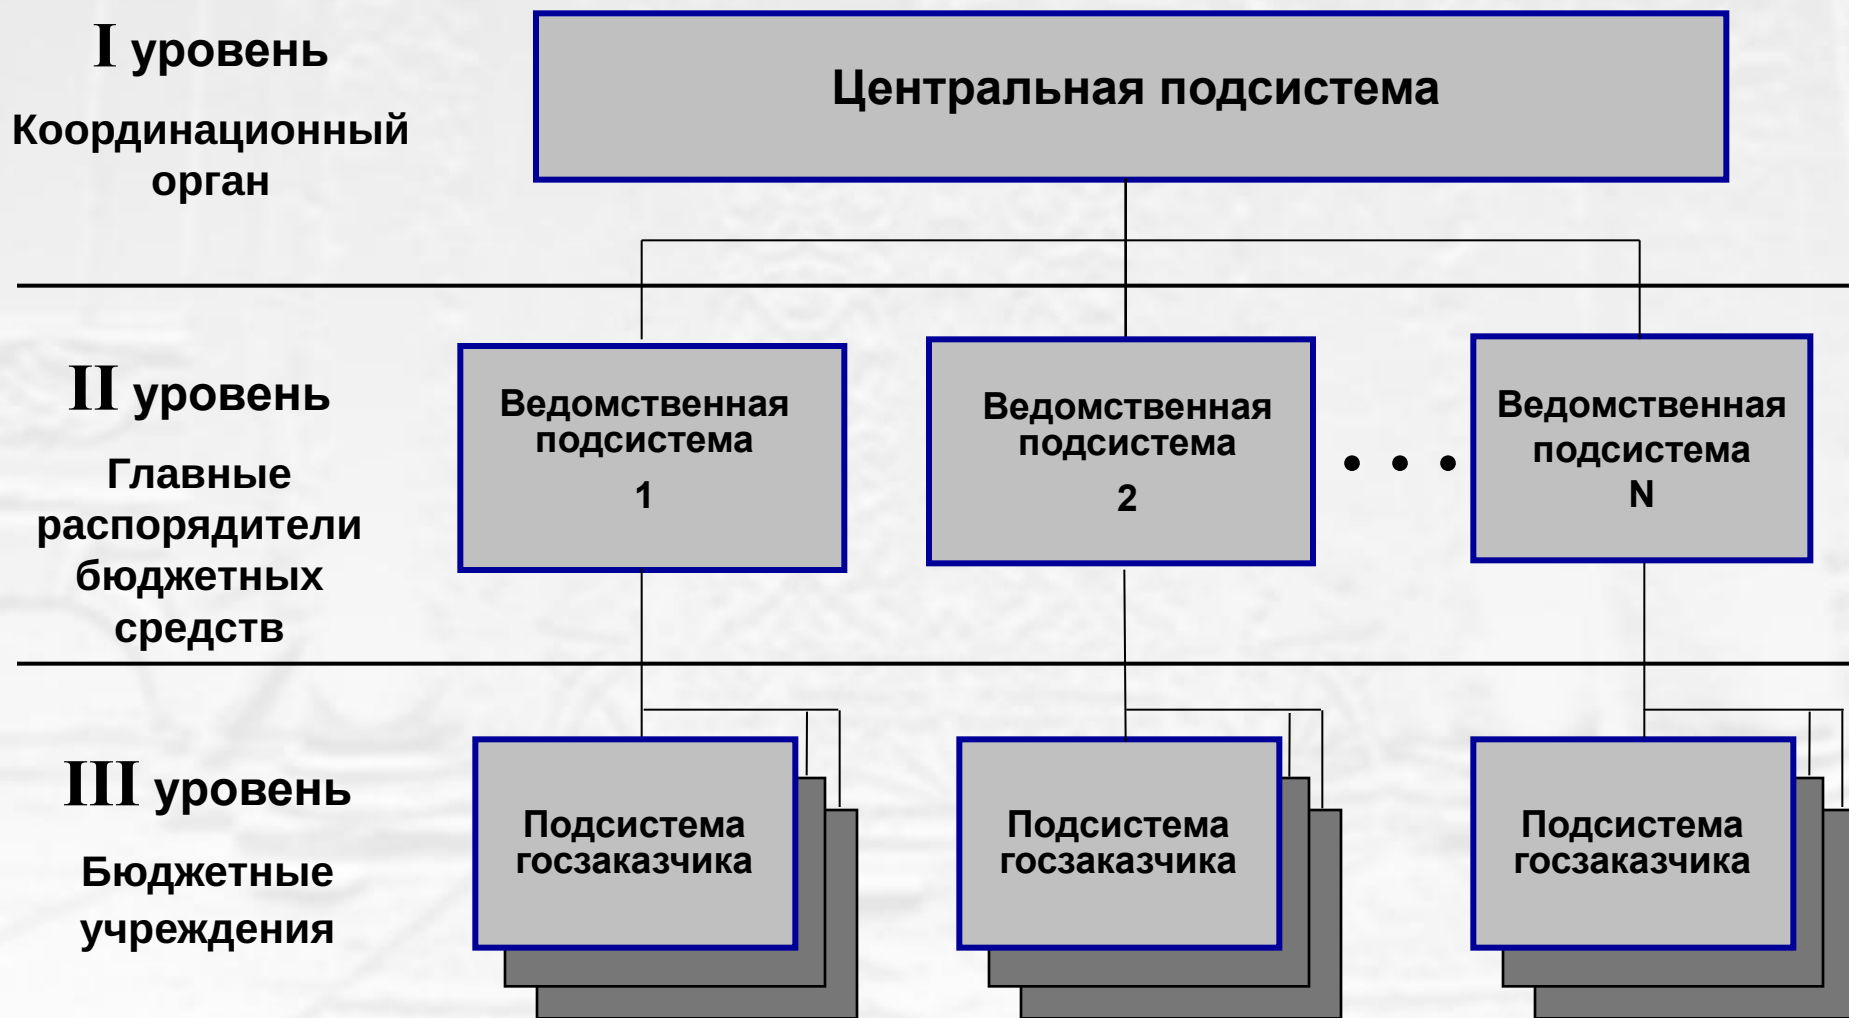 I уровень
Координационный
орган
Центральная подсистема
II уровень
Главные
распорядители
бюджетных
средств
Ведомственная
подсистема
1
Ведомственная
подсистема
2
• • •
Ведомственная
подсистема
N
III уровень
Бюджетные
учреждения
Подсистема
госзаказчика
Подсистема
госзаказчика
Подсистема
госзаказчика